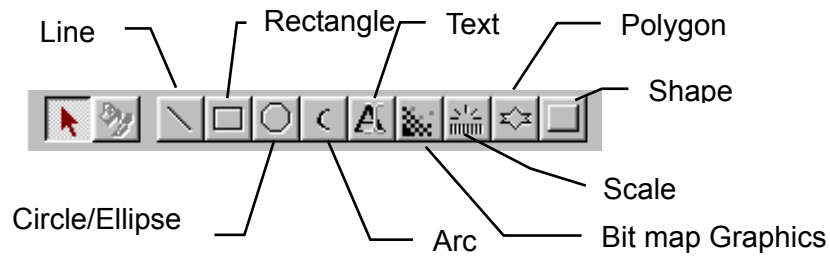 Line
Rectangle
Text
Polygon
Shape
Scale
Circle/Ellipse
Arc
Bit map Graphics